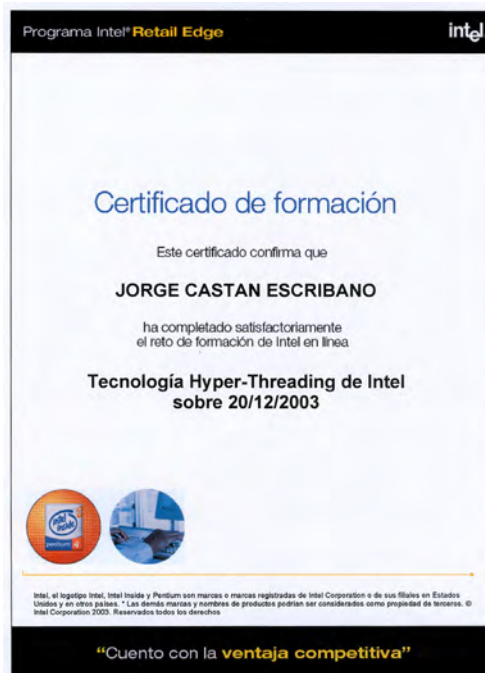 Programa Intel® Retail Edge
intel
Certificado de formación
Este certificado confirma que
JORGE CASTAN ESCRIBANO
ha completado satisfactoriamente
el reto de formación de Intel en línea
Tecnología Hyper-Threading de Intel
sobre 20/12/2003
intel
inside
pentium 4
Intel, el logotipo Intel, Intel Inside y Pentium son marcas o marcas registradas de Intel Corporation o de sus filiales en Estados
Unidos y en otros países. * Las demás marcas y nombres de productos podrían ser considerados como propiedad de terceros. ©
Intel Corporation 2003. Reservados todos los derechos
“Cuento con la ventaja competitiva”